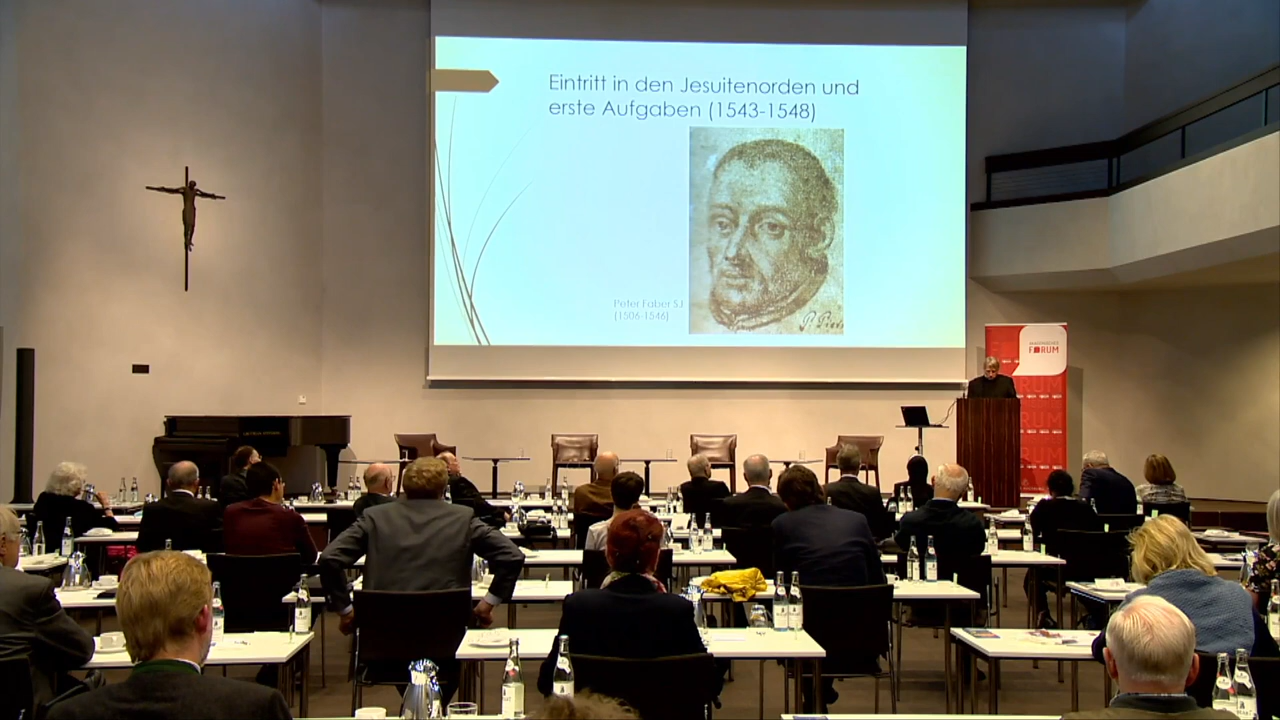 Eintritt in den Jesuitenorden und
erste Aufgaben (1543-1548)
Peter Faber SJ
(1506-1546)
FORUM